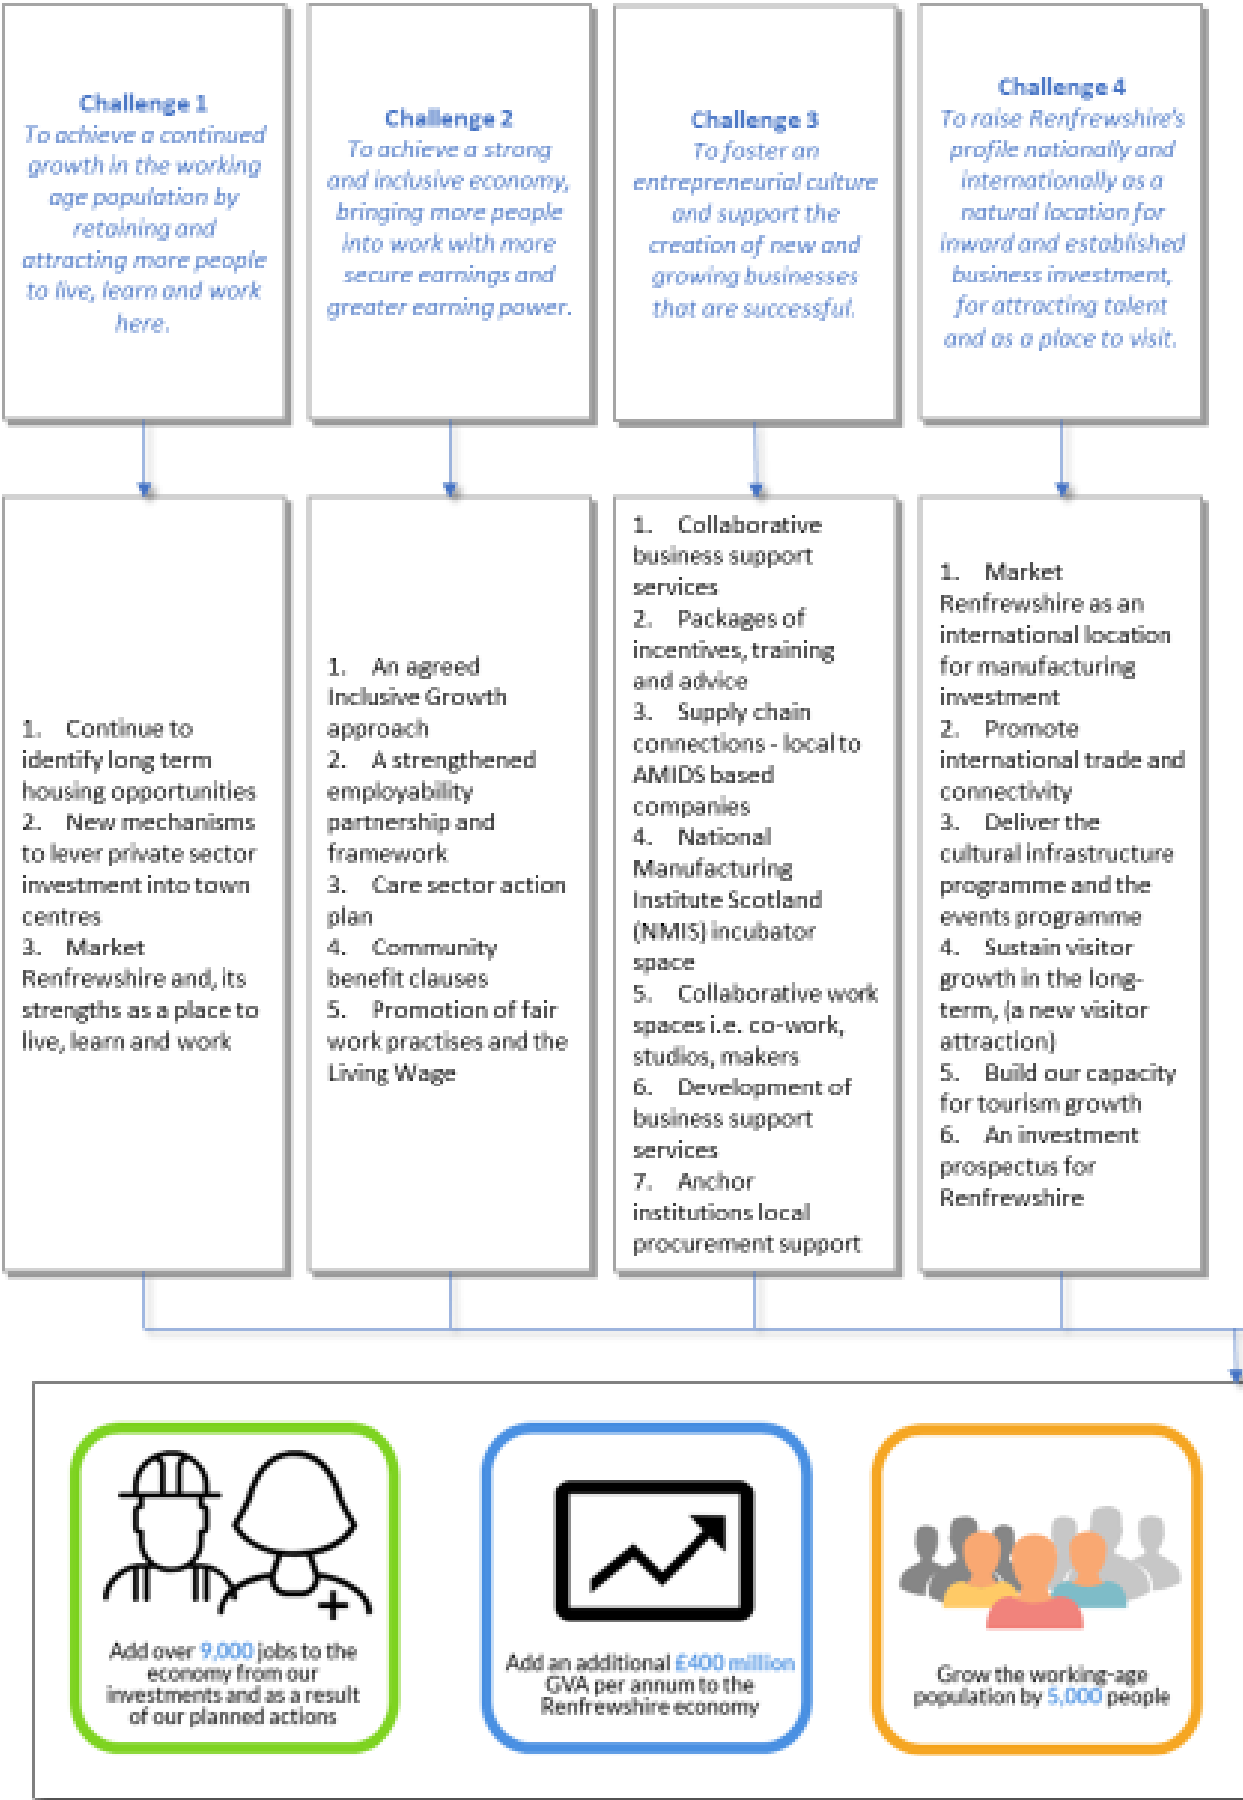 Challenge 1
To achieve a continued
growth in the working
age population by
retaining and
attracting more people
to live, learn and work
here.
Challenge 2
To achieve a strong
and inclusive economy,
bringing more people
into work with more
secure earnings and
greater earning power.
Challenge 3
To foster an
entrepreneurial culture
and support the
creation of new and
growing businesses
that are successful.
Challenge 4
To raise Renfrewshire's
profile nationally and
internationally as a
natural location for
inward and established
business investment,
for attracting talent
and as a place to visit.
1. Continue to
identify long term
housing opportunities
2. New mechanisms
to lever private sector
investment into town
centres
3. Market
Renfrewshire and, its
strengths as a place to
live, learn and work
1. An agreed
Inclusive Growth
approach
2. A strengthened
employability
partnership and
framework
3. Care sector action
plan
4. Community
benefit clauses
5. Promotion of fair
work practises and the
Living Wage
1. Collaborative
business support
services
2. Packages of
incentives, training
and advice
3. Supply chain
connections - local to
AMIDS based
companies
4. National
Manufacturing
Institute Scotland
(NMIS) incubator
space
5. Collaborative work
spaces i.e. co-work,
studios, makers
6. Development of
business support
services
7. Anchor
institutions local
procurement support
1. Market
Renfrewshire as an
international location
for manufacturing
investment
2. Promote
international trade and
connectivity
3. Deliver the
cultural infrastructure
programme and the
events programme
4. Sustain visitor
growth in the long-
term, (a new visitor
attraction)
5. Build our capacity
for tourism growth
6. An investment
prospectus for
Renfrewshire
Add over 9,000 jobs to the
economy from our
investments and as a result
of our planned actions
Add an additional £400 million
GVA per annum to the
Renfrewshire economy
Grow the working-age
population by 5,000 people